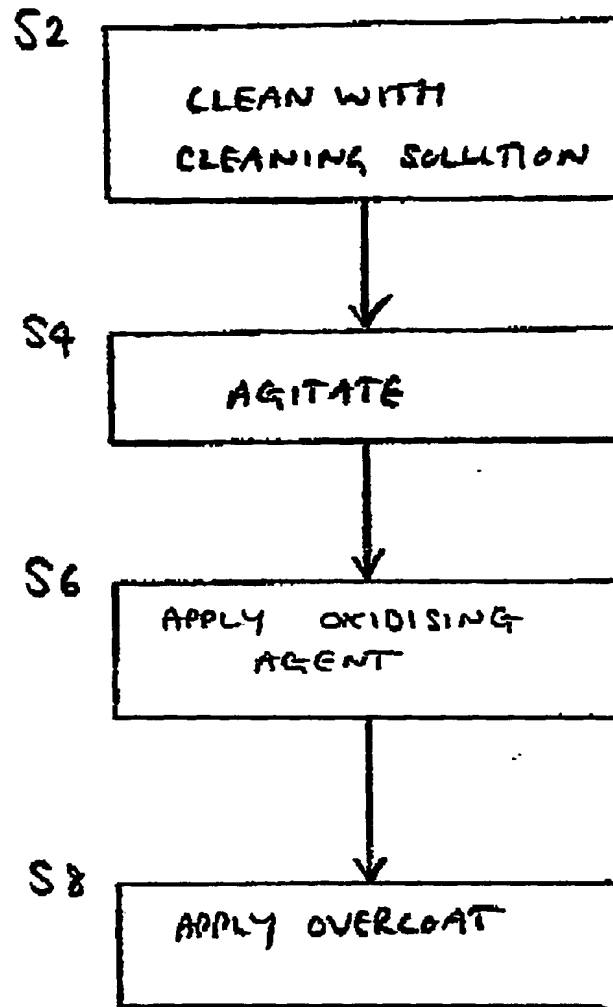 S2
CLEAN WITH
CLEANING SOLUTION
S4
AGITATE
S6
APPLY OXIDISING
AGENT
S8
APPLY OVERCOAT